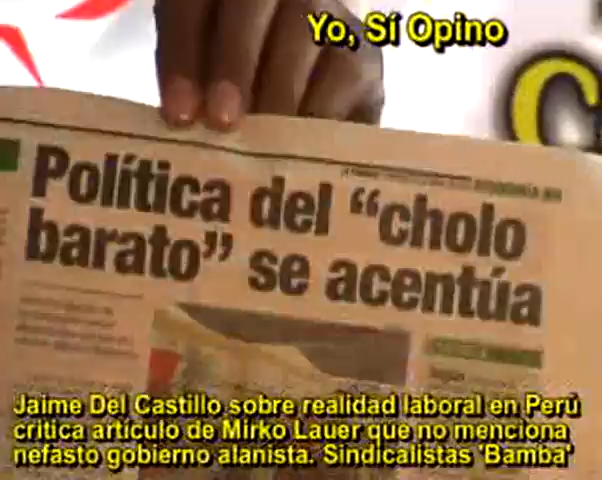 Yo, Sí Opino
Política del “cholo
barato” se acentúa
Jaime Del Castillo sobre realidad laboral en Perú
critica artículo de Mirko Lauer que no menciona
nefasto gobierno alanista. Sindicalistas 'Bamba'